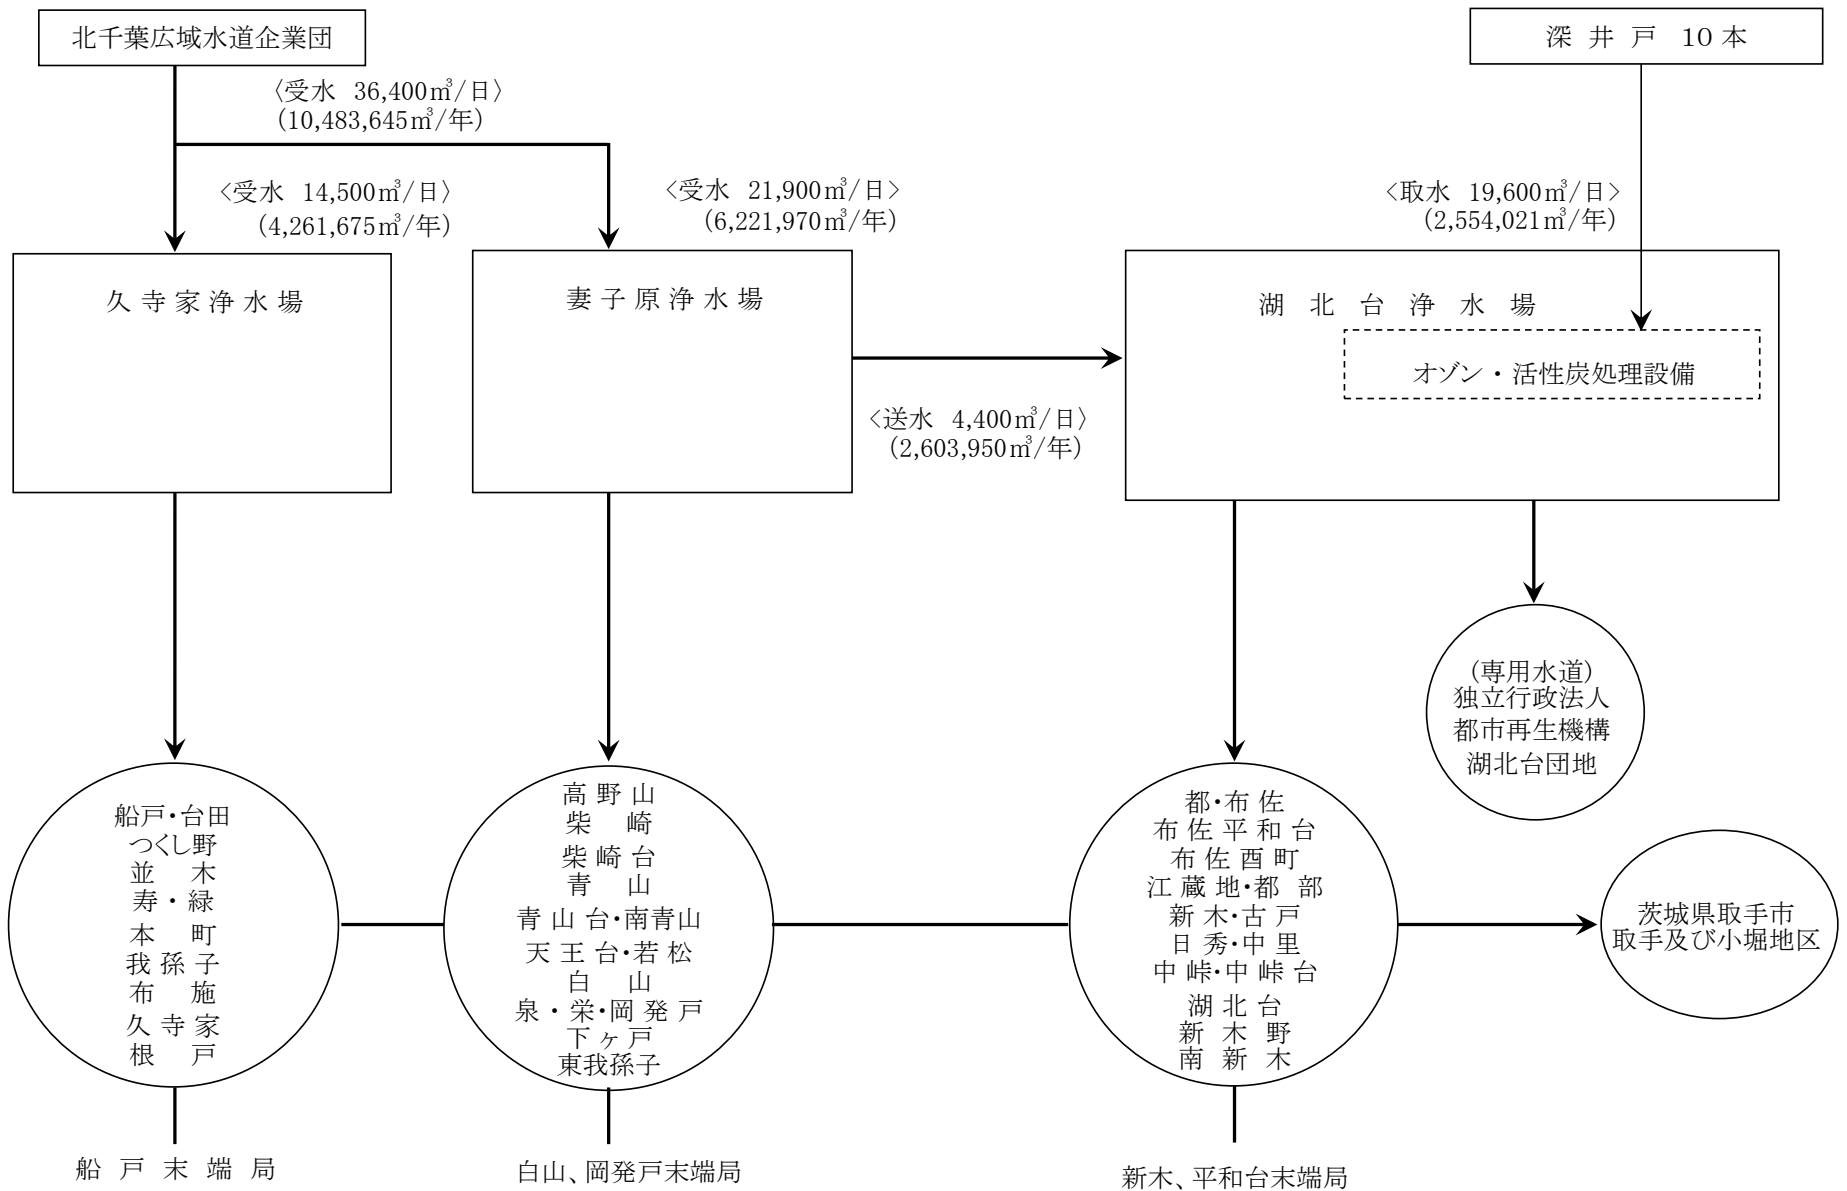 北千葉広域水道企業団
深 井 戸 10 本
〈受水 36,400㎥/日〉
(10,483,645㎥/年)
<受水 14,500㎥/日〉
(4,261,675㎥/年)
<受水 21,900㎥/日>
(6,221,970㎥/年)
<取水 19,600㎥/日>
(2,554,021㎥/年)
久 寺 家 浄 水 場
妻 子 原 浄 水 場
湖 北 台 浄 水 場
オゾン・活性炭処理設備
<送水 4,400㎥/日〉
(2,603,950㎥/年)
(専用水道)
独立行政法人
都市再生機構
湖北台団地
船戸・台田
つくし野
並 木
寿・緑
本 町
我 孫 子
布 施
久 寺 家
根 戸
高 野 山
柴 崎
柴 崎 台
青 山
青 山 台・南青山
天 王 台・若 松
白 山
泉・栄・岡 発 戸
下 ヶ 戸
東我孫子
都・布 佐
布 佐 平 和 台
布 佐 酉 町
江 蔵 地・都 部
新 木・古 戸
日 秀・中 里
中 峠・中 峠 台
湖 北 台
新 木 野
南 新 木
茨城県取手市
取手及び小堀地区
船 戸 末 端 局
白山、岡発戸末端局
新木、平和台末端局